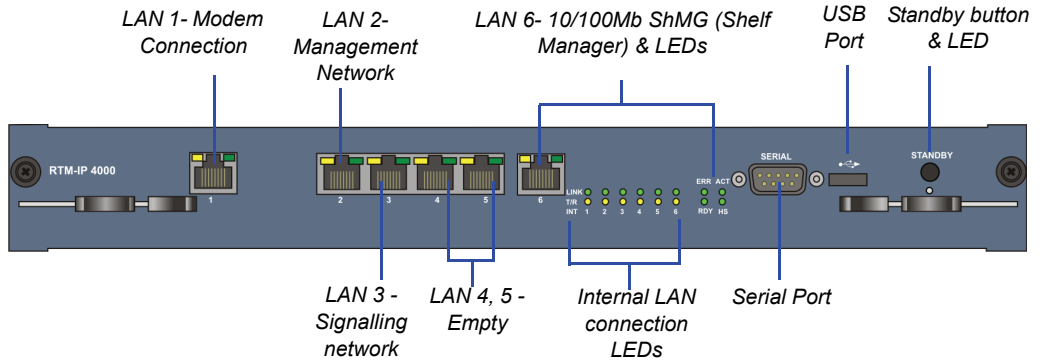 LAN 1- Modem
Connection
LAN 2-
Management
Network
LAN 6- 10/100Mb ShMG (Shelf
Manager) & LEDs
USB
Port
Standby button
& LED
RTM-IP 4000
1
2
3
4
5
6
LINK
T/R
INT 1 2 3 4 5 6
ERR ACT
RDY HS
SERIAL
STANDBY
LAN 3 -
Signalling
network
LAN 4, 5 -
Empty
Internal LAN
connection
LEDs
Serial Port